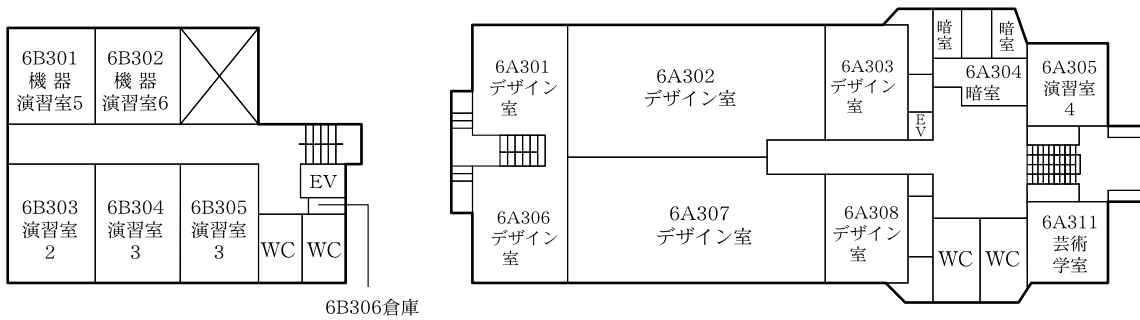 6B301
機 器
演習室5
6B302
機 器
演習室6
6B303
演習室
2
6B304
演習室
3
6B305
演習室
3
EV
WC
WC
6B306倉庫
6A301
デザイン
室
6A302
デザイン室
6A303
デザイン
室
暗
室
暗
室
6A304
暗室
6A305
演習室
4
EV
6A306
デザイン
室
6A307
デザイン室
6A308
デザイン
室
WC
WC
6A311
芸術
学室